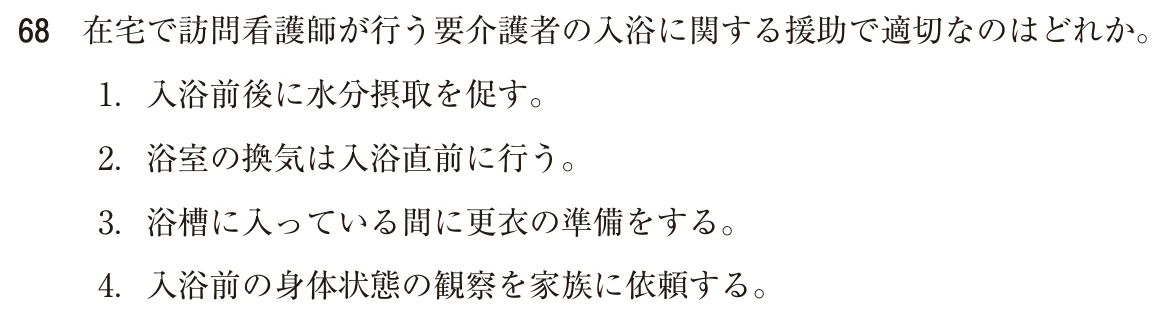 68 在宅で訪問看護師が行う要介護者の入浴に関する援助で適切なのはどれか。
1. 入浴前後に水分摂取を促す。
2. 浴室の換気は入浴直前に行う。
3. 浴槽に入っている間に更衣の準備をする。
4. 入浴前の身体状態の観察を家族に依頼する。